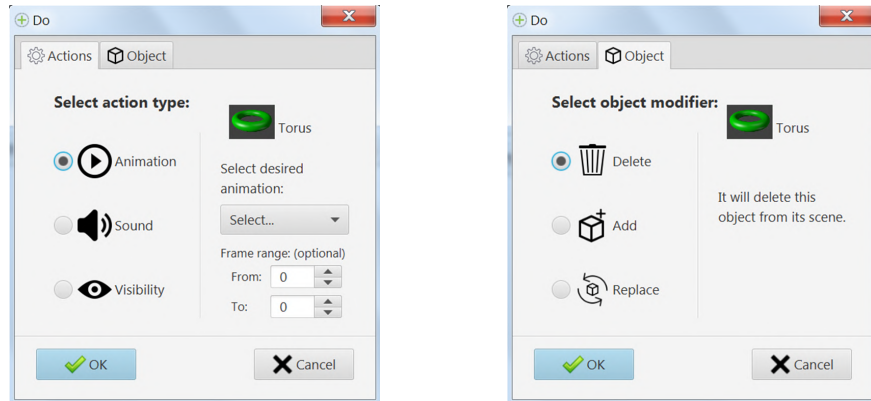 Do
Actions Object
Select action type:
Torus
Animation
Select desired
animation:
Sound
Select...
Frame range: (optional)
From: 0
Visibility
To: 0
OK Cancel
Do
Actions Object
Select object modifier:
Torus
Delete
It will delete this
object from its scene.
Add
Replace
OK Cancel